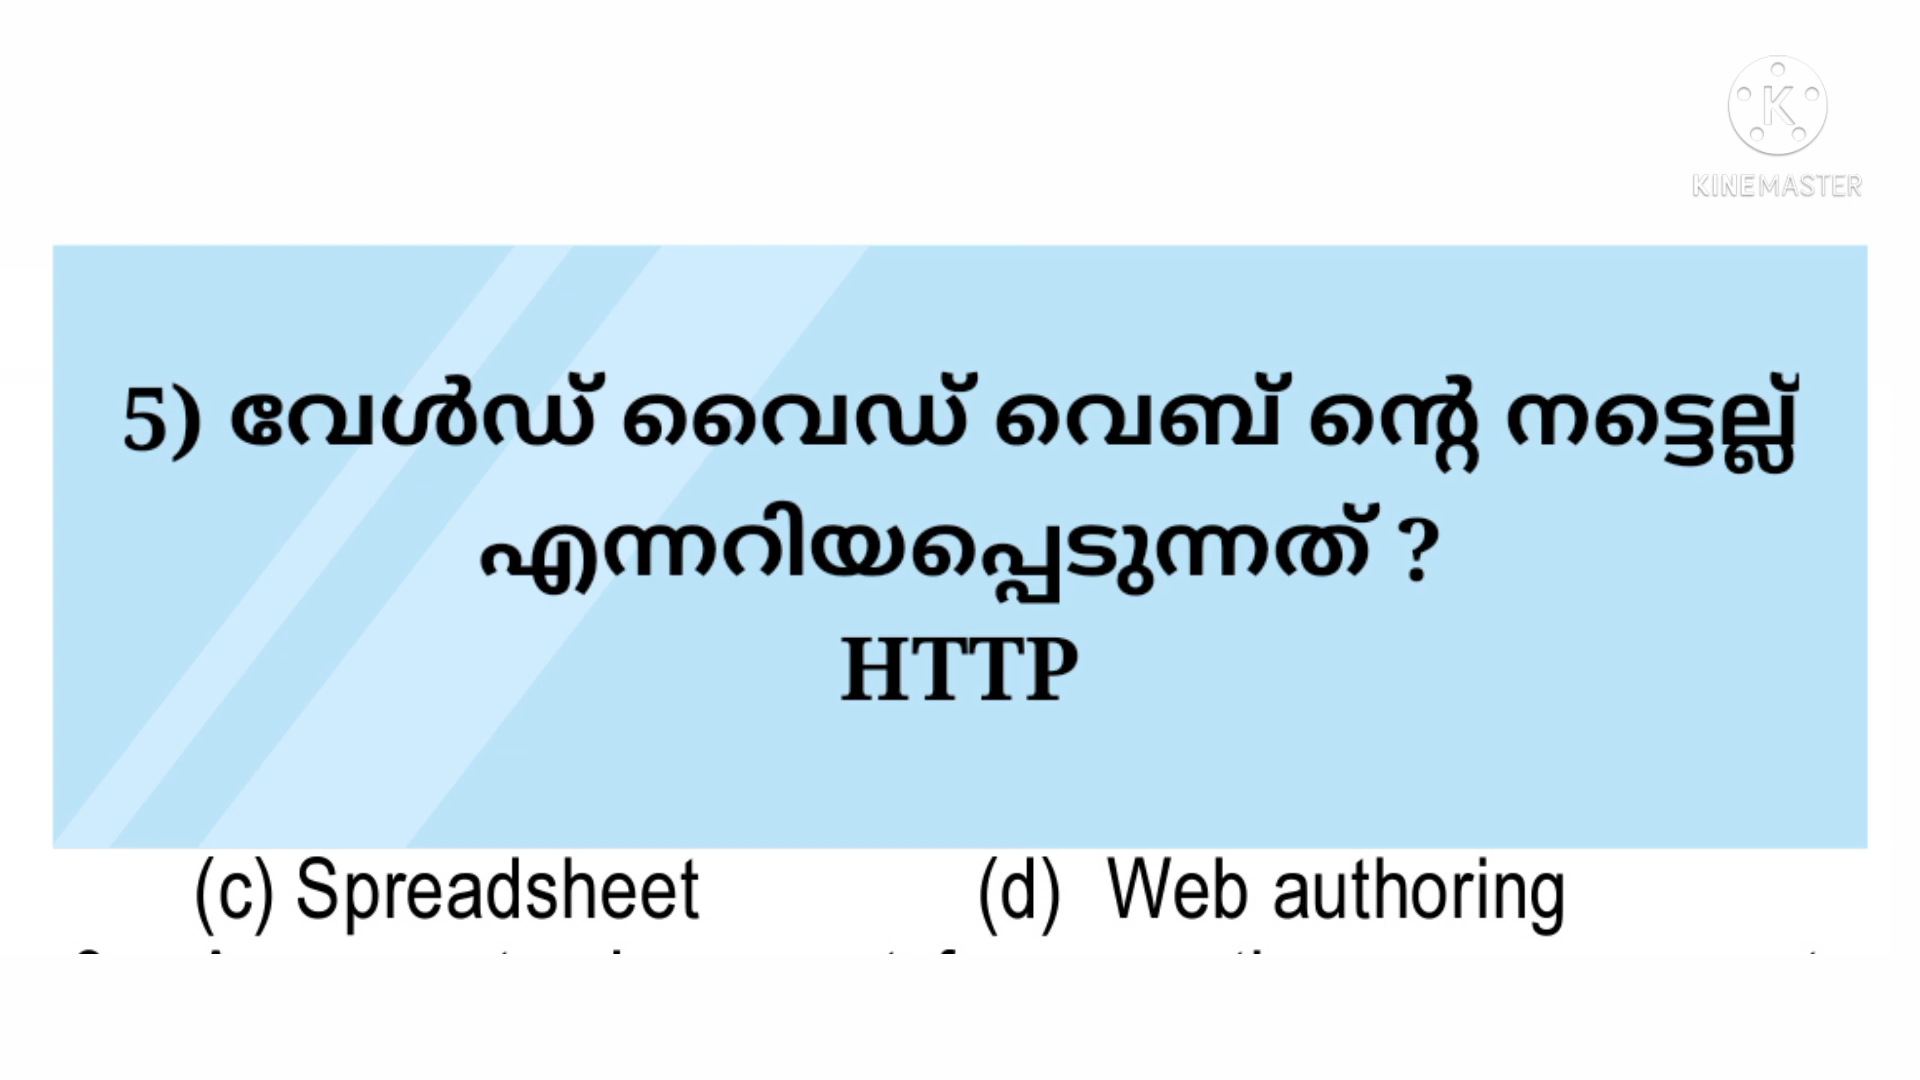 K
KINEMASTER
5) വേൾഡ് വൈഡ് വെബ് ന്റെ നട്ടെല്ല്
എന്നറിയപ്പെടുന്നത് ?
HTTP
(c) Spreadsheet (d) Web authoring